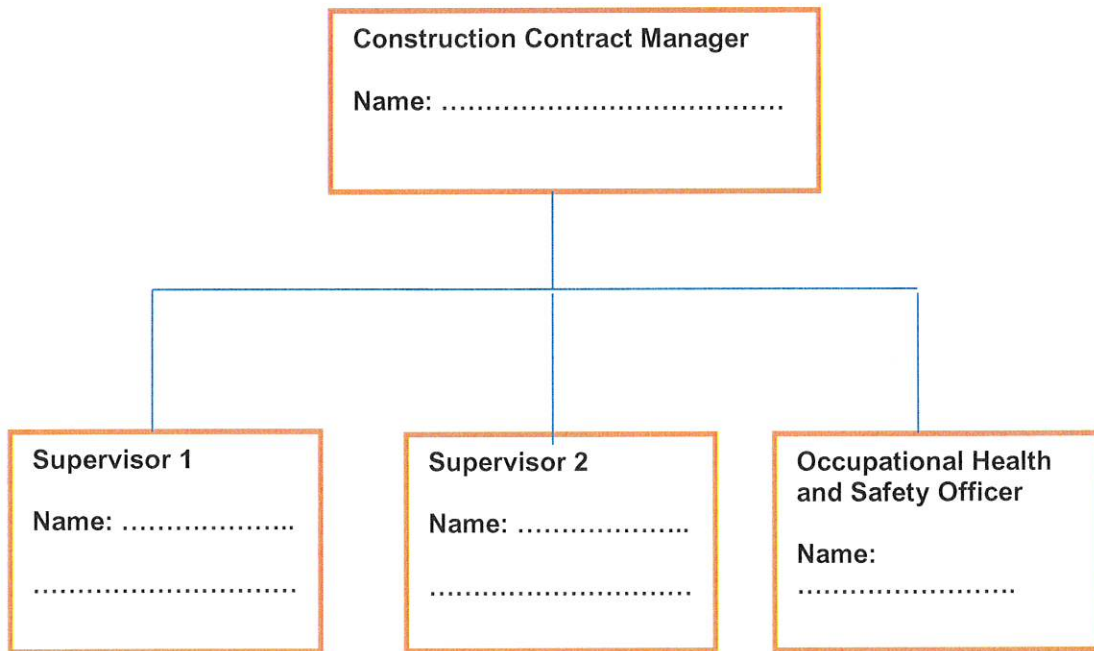 Construction Contract Manager
Name: …………………………………
Supervisor 1
Name: ………………..
…………………………
Supervisor 2
Name: ………………..
…………………………
Occupational Health
and Safety Officer
Name:
…………………….